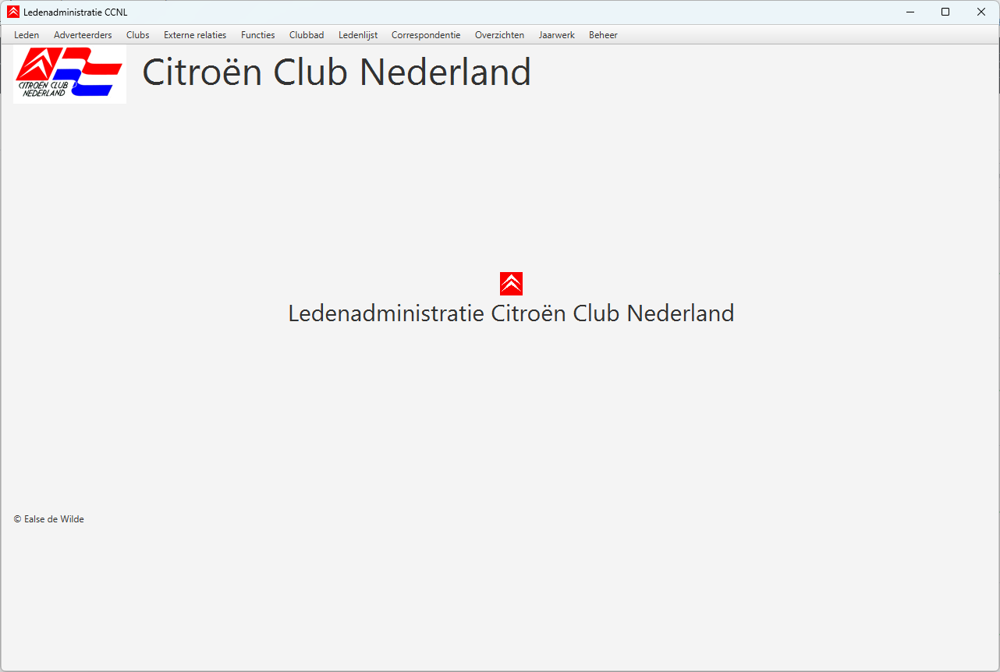 Ledenadministratie CCNL
Leden Adverteerders Clubs Externe relaties Functies Clubbad Ledenlijst Correspondentie Overzichten Jaarwerk Beheer
CITROEN CLUB
NEDERLAND
Citroën Club Nederland
Ledenadministratie Citroën Club Nederland
© Ealse de Wilde